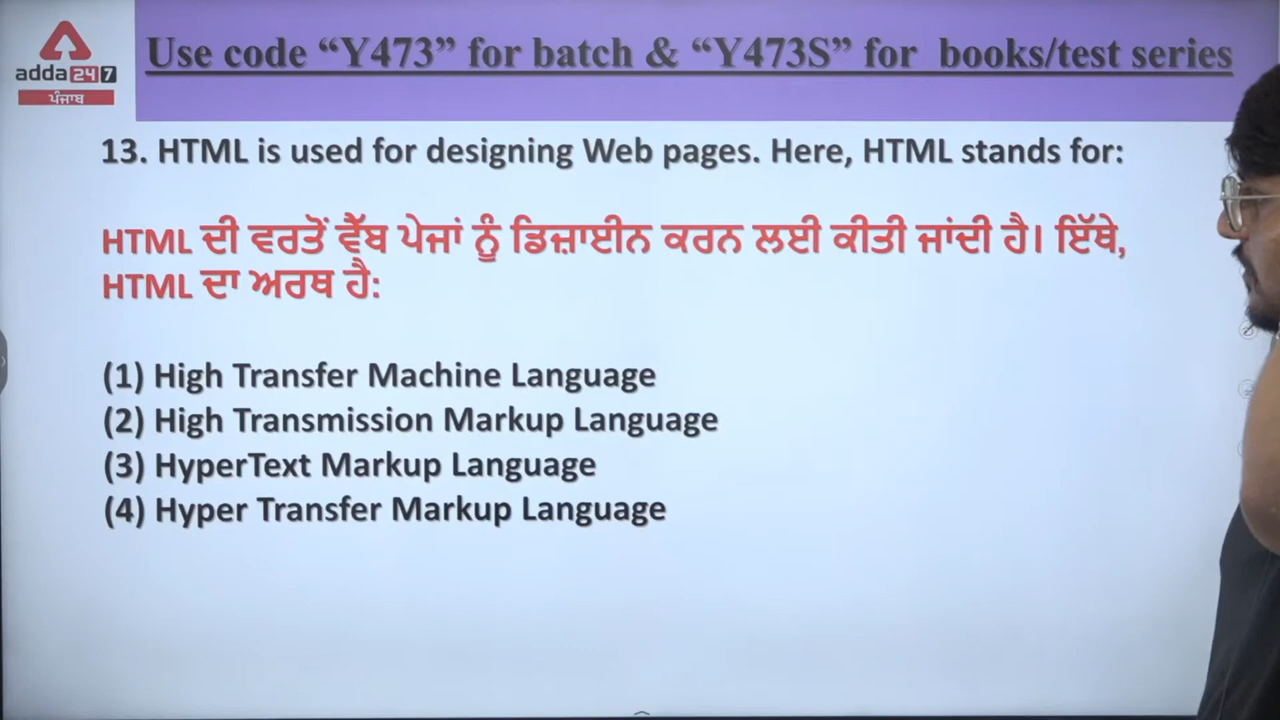 adda 24 7
ਪੰਜਾਬ
Use code “Y473” for batch & “Y473S” for books/test series
13. HTML is used for designing Web pages. Here, HTML stands for:
HTML ਦੀ ਵਰਤੋਂ ਵੈੱਬ ਪੇਜਾਂ ਨੂੰ ਡਿਜ਼ਾਈਨ ਕਰਨ ਲਈ ਕੀਤੀ ਜਾਂਦੀ ਹੈ। ਇੱਥੇ,
HTML ਦਾ ਅਰਥ ਹੈ:
(1) High Transfer Machine Language
(2) High Transmission Markup Language
(3) HyperText Markup Language
(4) Hyper Transfer Markup Language